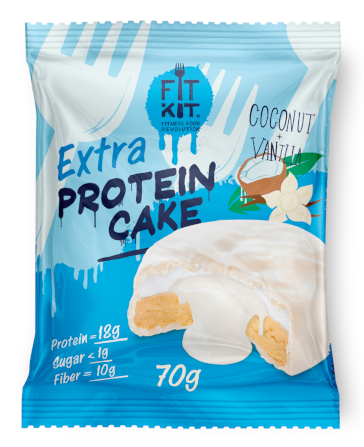 FIT
KIT.
FITNESS FOOD
REVOLUTION
COCONUT
+
VANILLA
Extra
PROTEIN
CAKE
Protein = 18g
Sugar < 1g
Fiber = 10g
70g